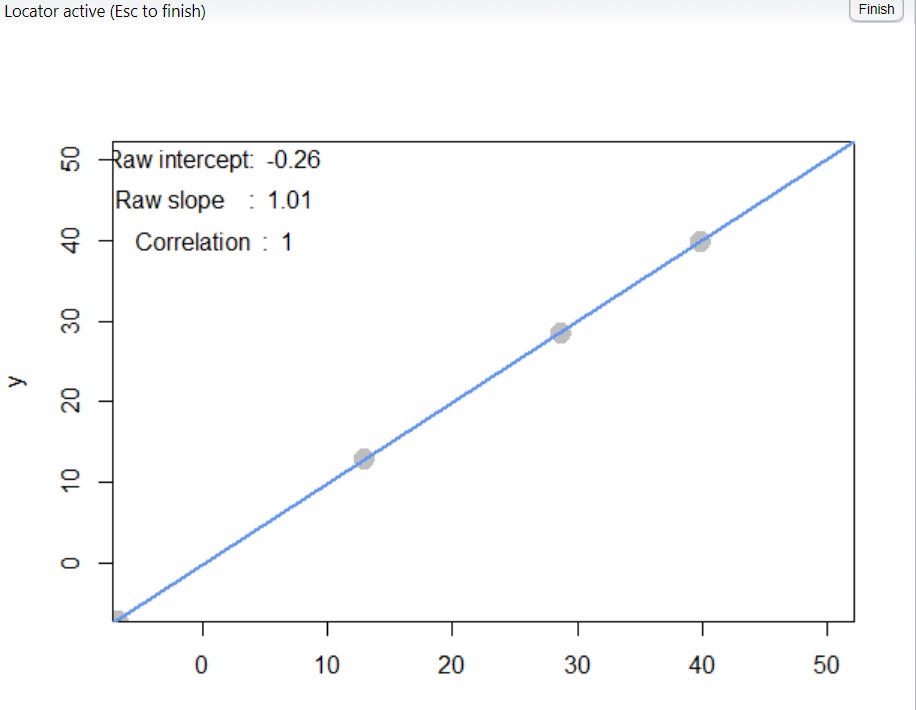 Locator active (Esc to finish)
Finish
Raw intercept: -0.26
Raw slope : 1.01
Correlation : 1
50
40
30
20
10
0
y
0 10 20 30 40 50